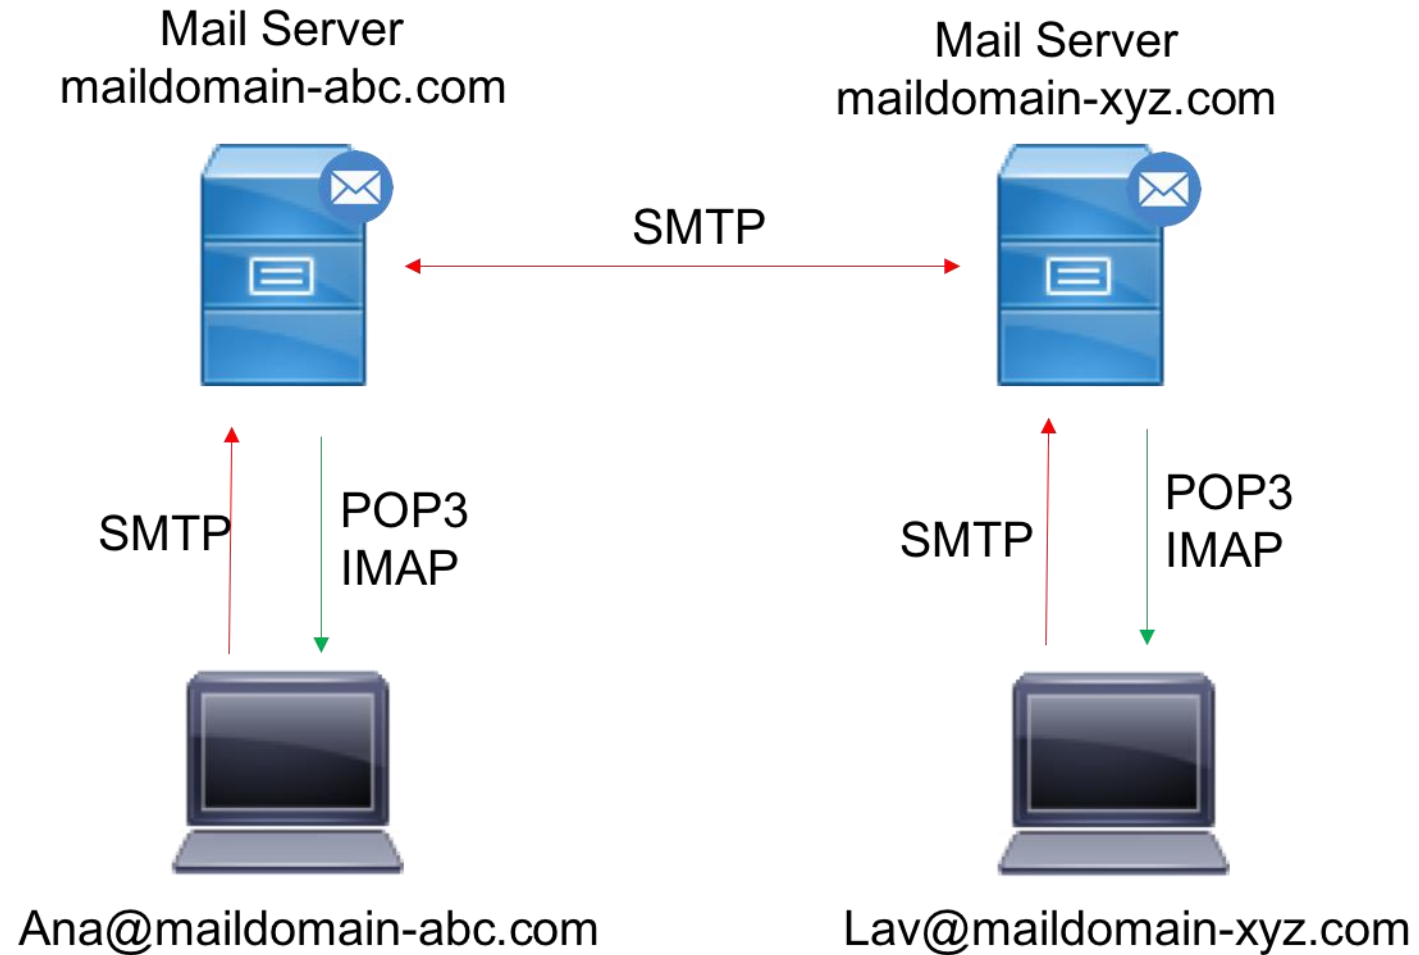 Mail Server
maildomain-abc.com
Mail Server
maildomain-xyz.com
SMTP
SMTP
POP3
IMAP
SMTP
POP3
IMAP
Ana@maildomain-abc.com
Lav@maildomain-xyz.com